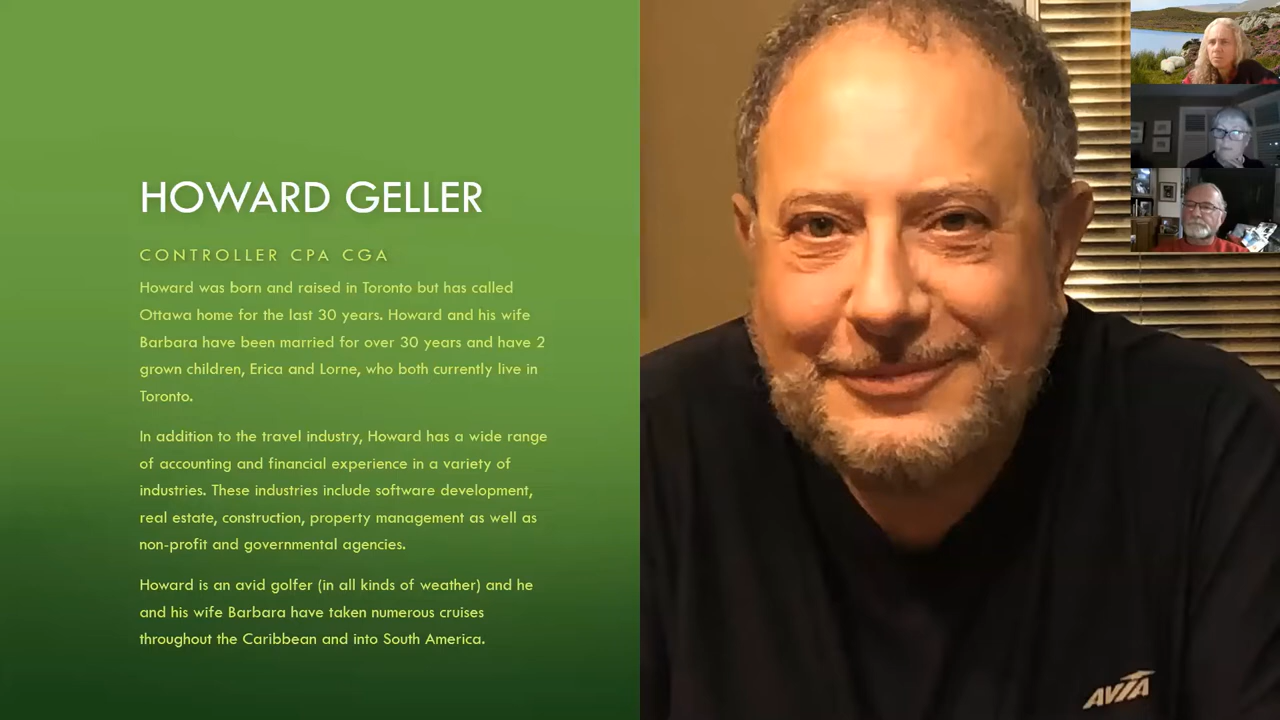 HOWARD GELLER
CONTROLLER CPA CGA
Howard was born and raised in Toronto but has called
Ottawa home for the last 30 years. Howard and his wife
Barbara have been married for over 30 years and have 2
grown children, Erica and Lorne, who both currently live in
Toronto.
In addition to the travel industry, Howard has a wide range
of accounting and financial experience in a variety of
industries. These industries include software development,
real estate, construction, property management as well as
non-profit and governmental agencies.
Howard is an avid golfer (in all kinds of weather) and he
and his wife Barbara have taken numerous cruises
throughout the Caribbean and into South America.
AVIA